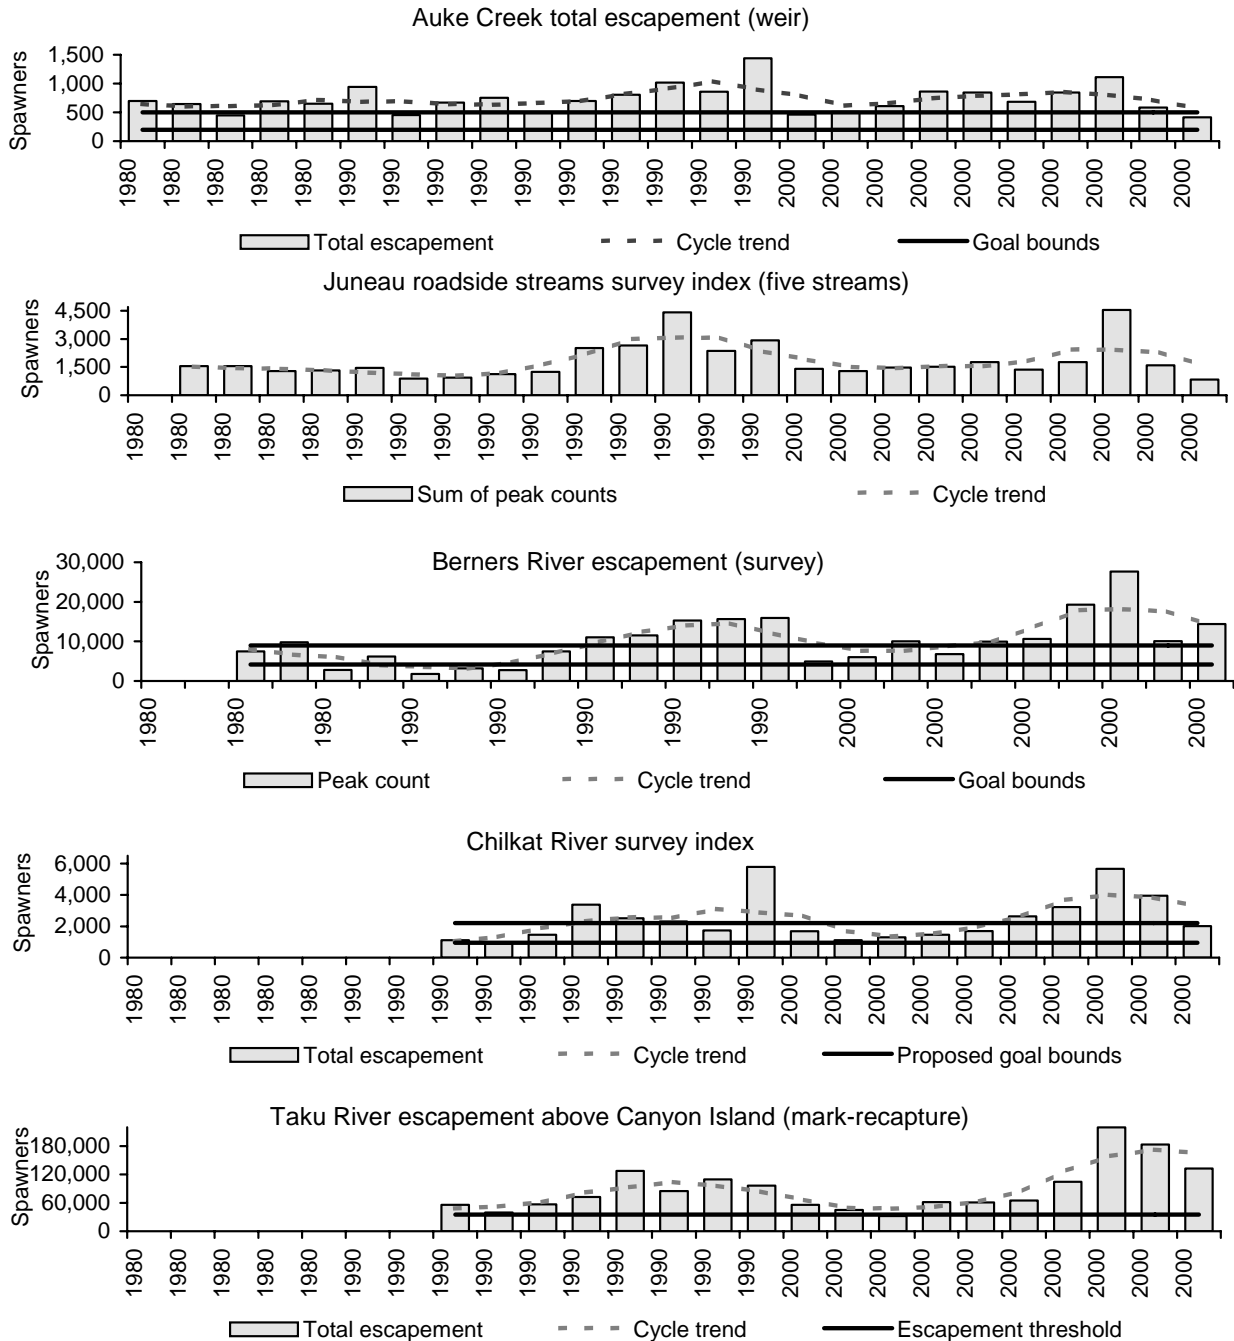 Auke Creek total escapement (weir)
Spawners
1,500
1,000
500
0
1980 1980 1980 1980 1980 1990 1990 1990 1990 1990 1990 1990 1990 1990 1990 2000 2000 2000 2000 2000 2000 2000 2000 2000 2000
Total escapement Cycle trend Goal bounds
Juneau roadside streams survey index (five streams)
Spawners
4,500
3,000
1,500
0
1980 1980 1980 1980 1980 1990 1990 1990 1990 1990 1990 1990 1990 1990 1990 2000 2000 2000 2000 2000 2000 2000 2000 2000 2000
Sum of peak counts Cycle trend
Berners River escapement (survey)
Spawners
30,000
20,000
10,000
0
1980 1980 1980 1990 1990 1990 1990 1990 2000 2000 2000 2000 2000
Peak count Cycle trend Goal bounds
Chilkat River survey index
Spawners
6,000
4,000
2,000
0
1980 1980 1980 1980 1980 1990 1990 1990 1990 1990 1990 1990 1990 1990 1990 2000 2000 2000 2000 2000 2000 2000 2000 2000 2000
Total escapement Cycle trend Proposed goal bounds
Taku River escapement above Canyon Island (mark-recapture)
Spawners
180,000
120,000
60,000
0
1980 1980 1980 1980 1980 1990 1990 1990 1990 1990 1990 1990 1990 1990 1990 2000 2000 2000 2000 2000 2000 2000 2000 2000 2000
Total escapement Cycle trend Escapement threshold